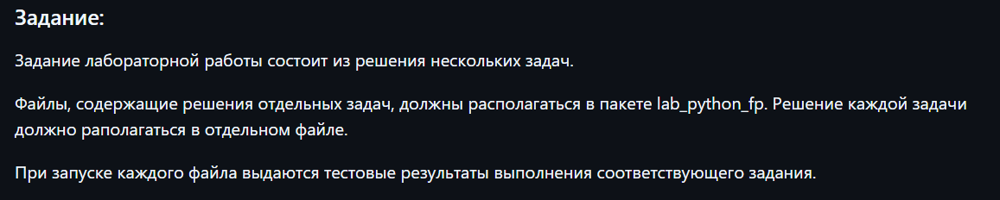 Задание:
Задание лабораторной работы состоит из решения нескольких задач.
Файлы, содержащие решения отдельных задач, должны располагаться в пакете lab_python_fp. Решение каждой задачи
должно раполагаться в отдельном файле.
При запуске каждого файла выдаются тестовые результаты выполнения соответствующего задания.